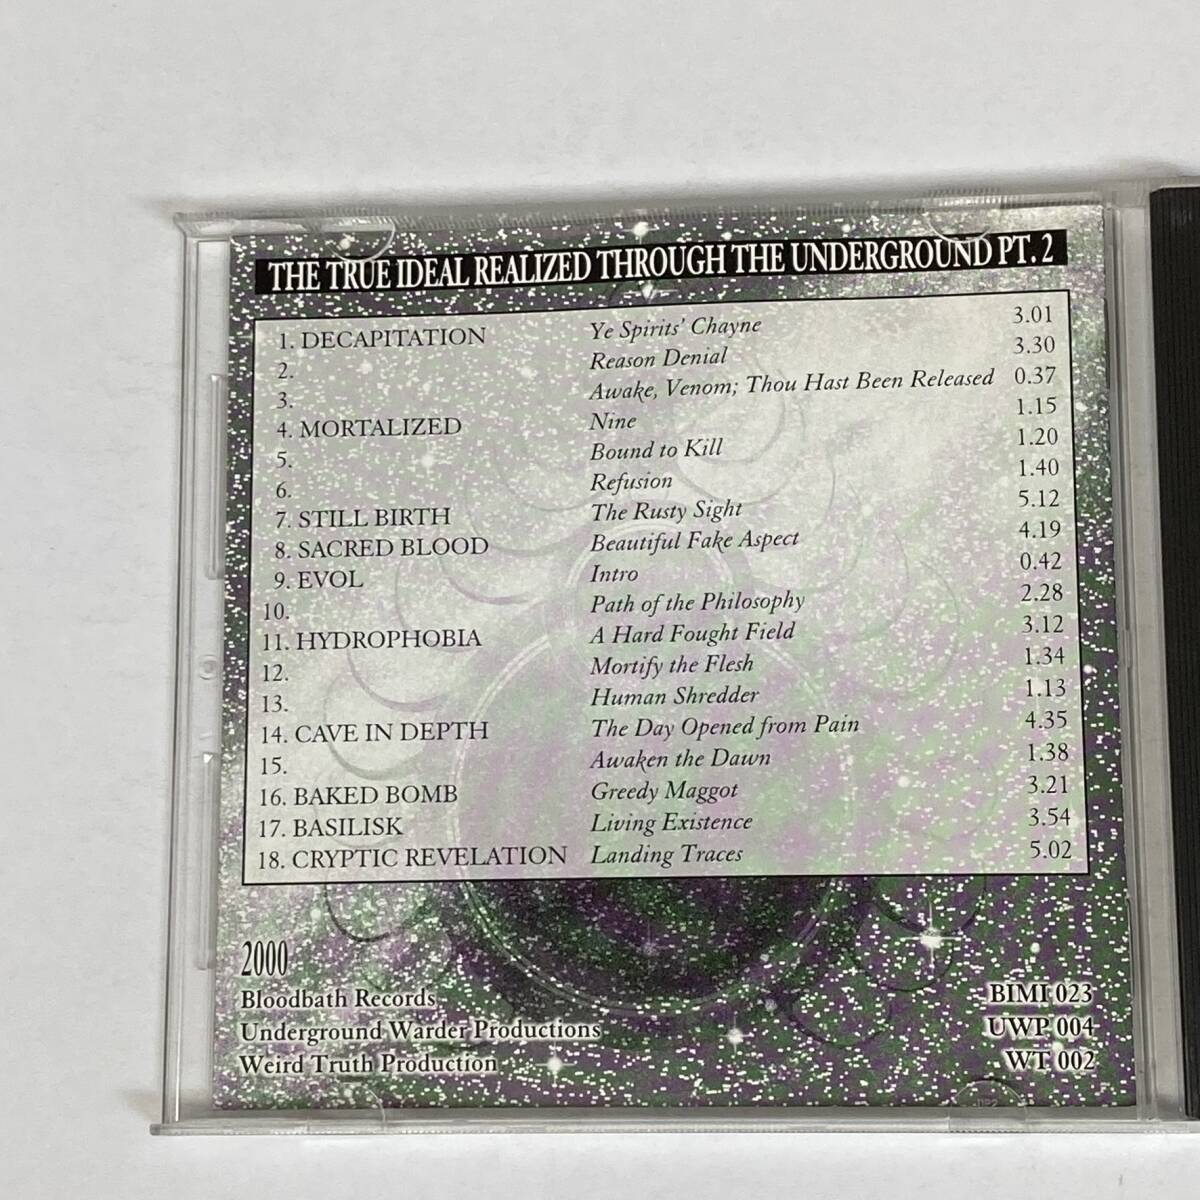 THE TRUE IDEAL REALIZED THROUGH THE UNDERGROUND PT. 2
1. DECAPITATION Ye Spirits' Chayne 3.01
2. Reason Denial 3.30
3. Awake, Venom; Thou Hast Been Released 0.37
4. MORTALIZED Nine 1.15
5. Bound to Kill 1.20
6. Refusion 1.40
7. STILL BIRTH The Rusty Sight 5.12
8. SACRED BLOOD Beautiful Fake Aspect 4.19
9. EVOL Intro 0.42
10. Path of the Philosophy 2.28
11. HYDROPHOBIA A Hard Fought Field 3.12
12. Mortify the Flesh 1.34
13. Human Shredder 1.13
14. CAVE IN DEPTH The Day Opened from Pain 4.35
15. Awaken the Dawn 1.38
16. BAKED BOMB Greedy Maggot 3.21
17. BASILISK Living Existence 3.54
18. CRYPTIC REVELATION Landing Traces 5.02
2000
Bloodbath Records BIMI 023
Underground Warder Productions UWP 004
Weird Truth Production WT 002